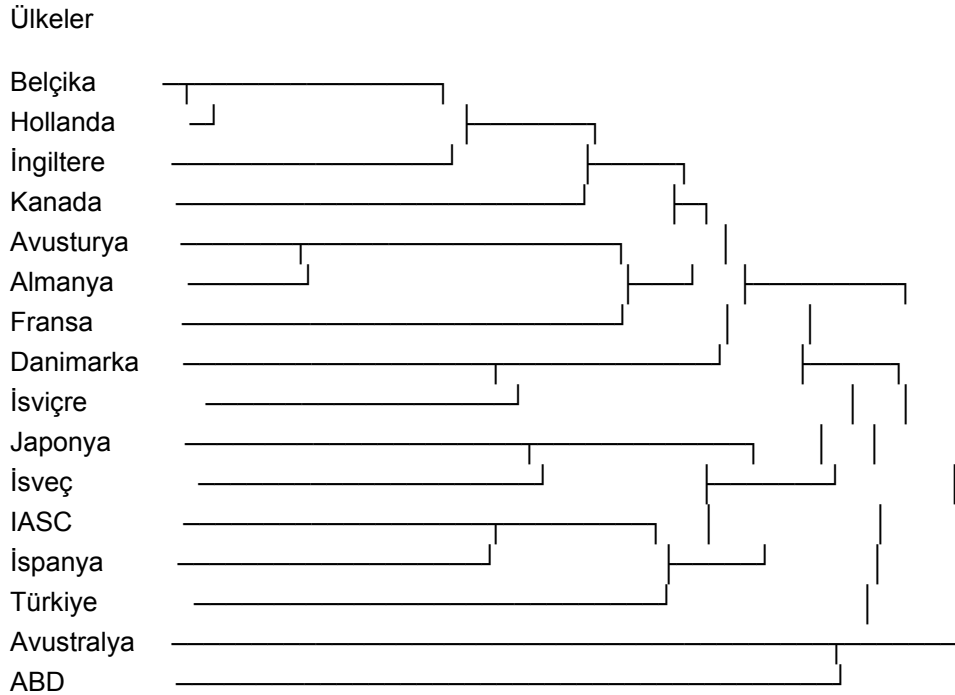 Ülkeler
Belçika
Hollanda
İngiltere
Kanada
Avusturya
Almanya
Fransa
Danimarka
İsviçre
Japonya
İsveç
IASC
İspanya
Türkiye
Avustralya
ABD